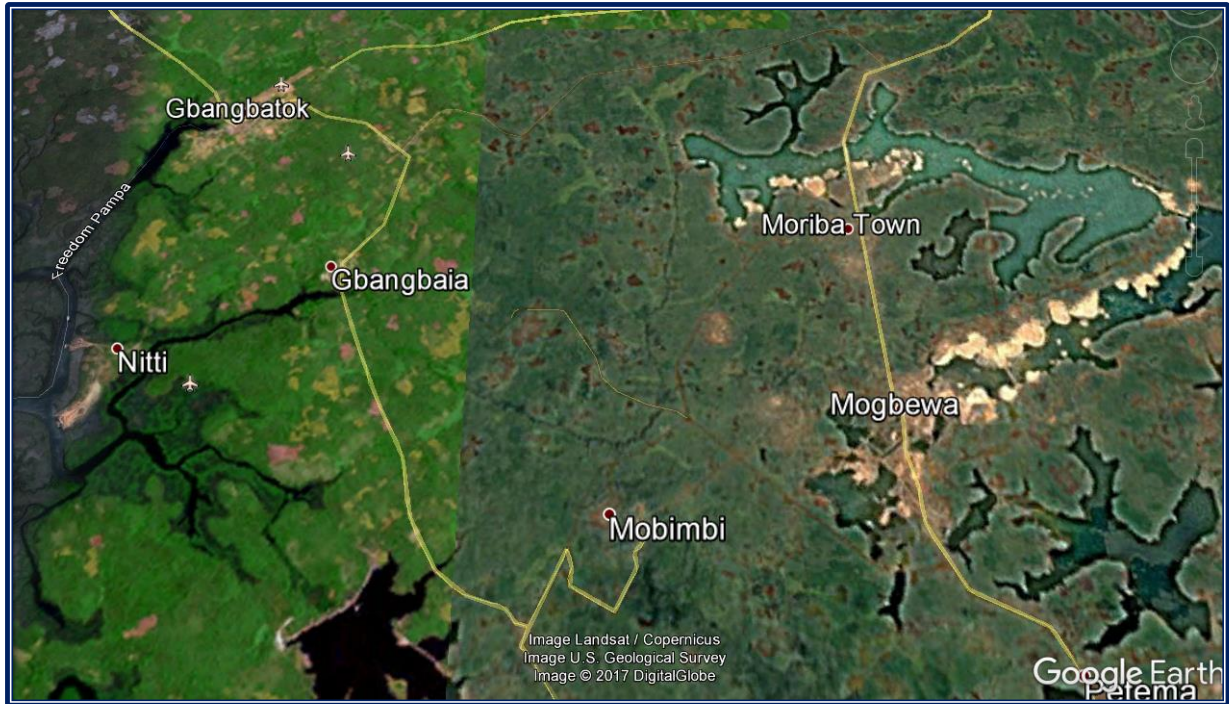 Gbangbatok
Freedom Pampa
Moriba Town
Gbangbaia
Nitti
Mogbewa
Mobimbi
Image Landsat / Copernicus
Image U.S. Geological Survey
Image © 2017 DigitalGlobe
Google Earth
Petema